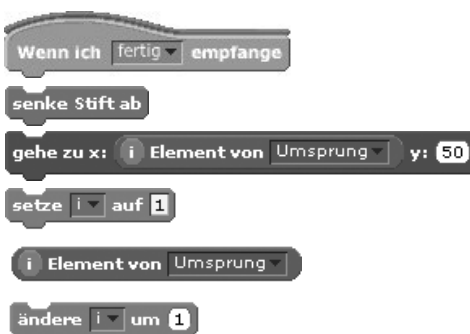 Wenn ich fertig empfange
senke Stift ab
gehe zu x: i Element von Umsprung y: 50
setze i auf 1
i Element von Umsprung
ändere i um 1